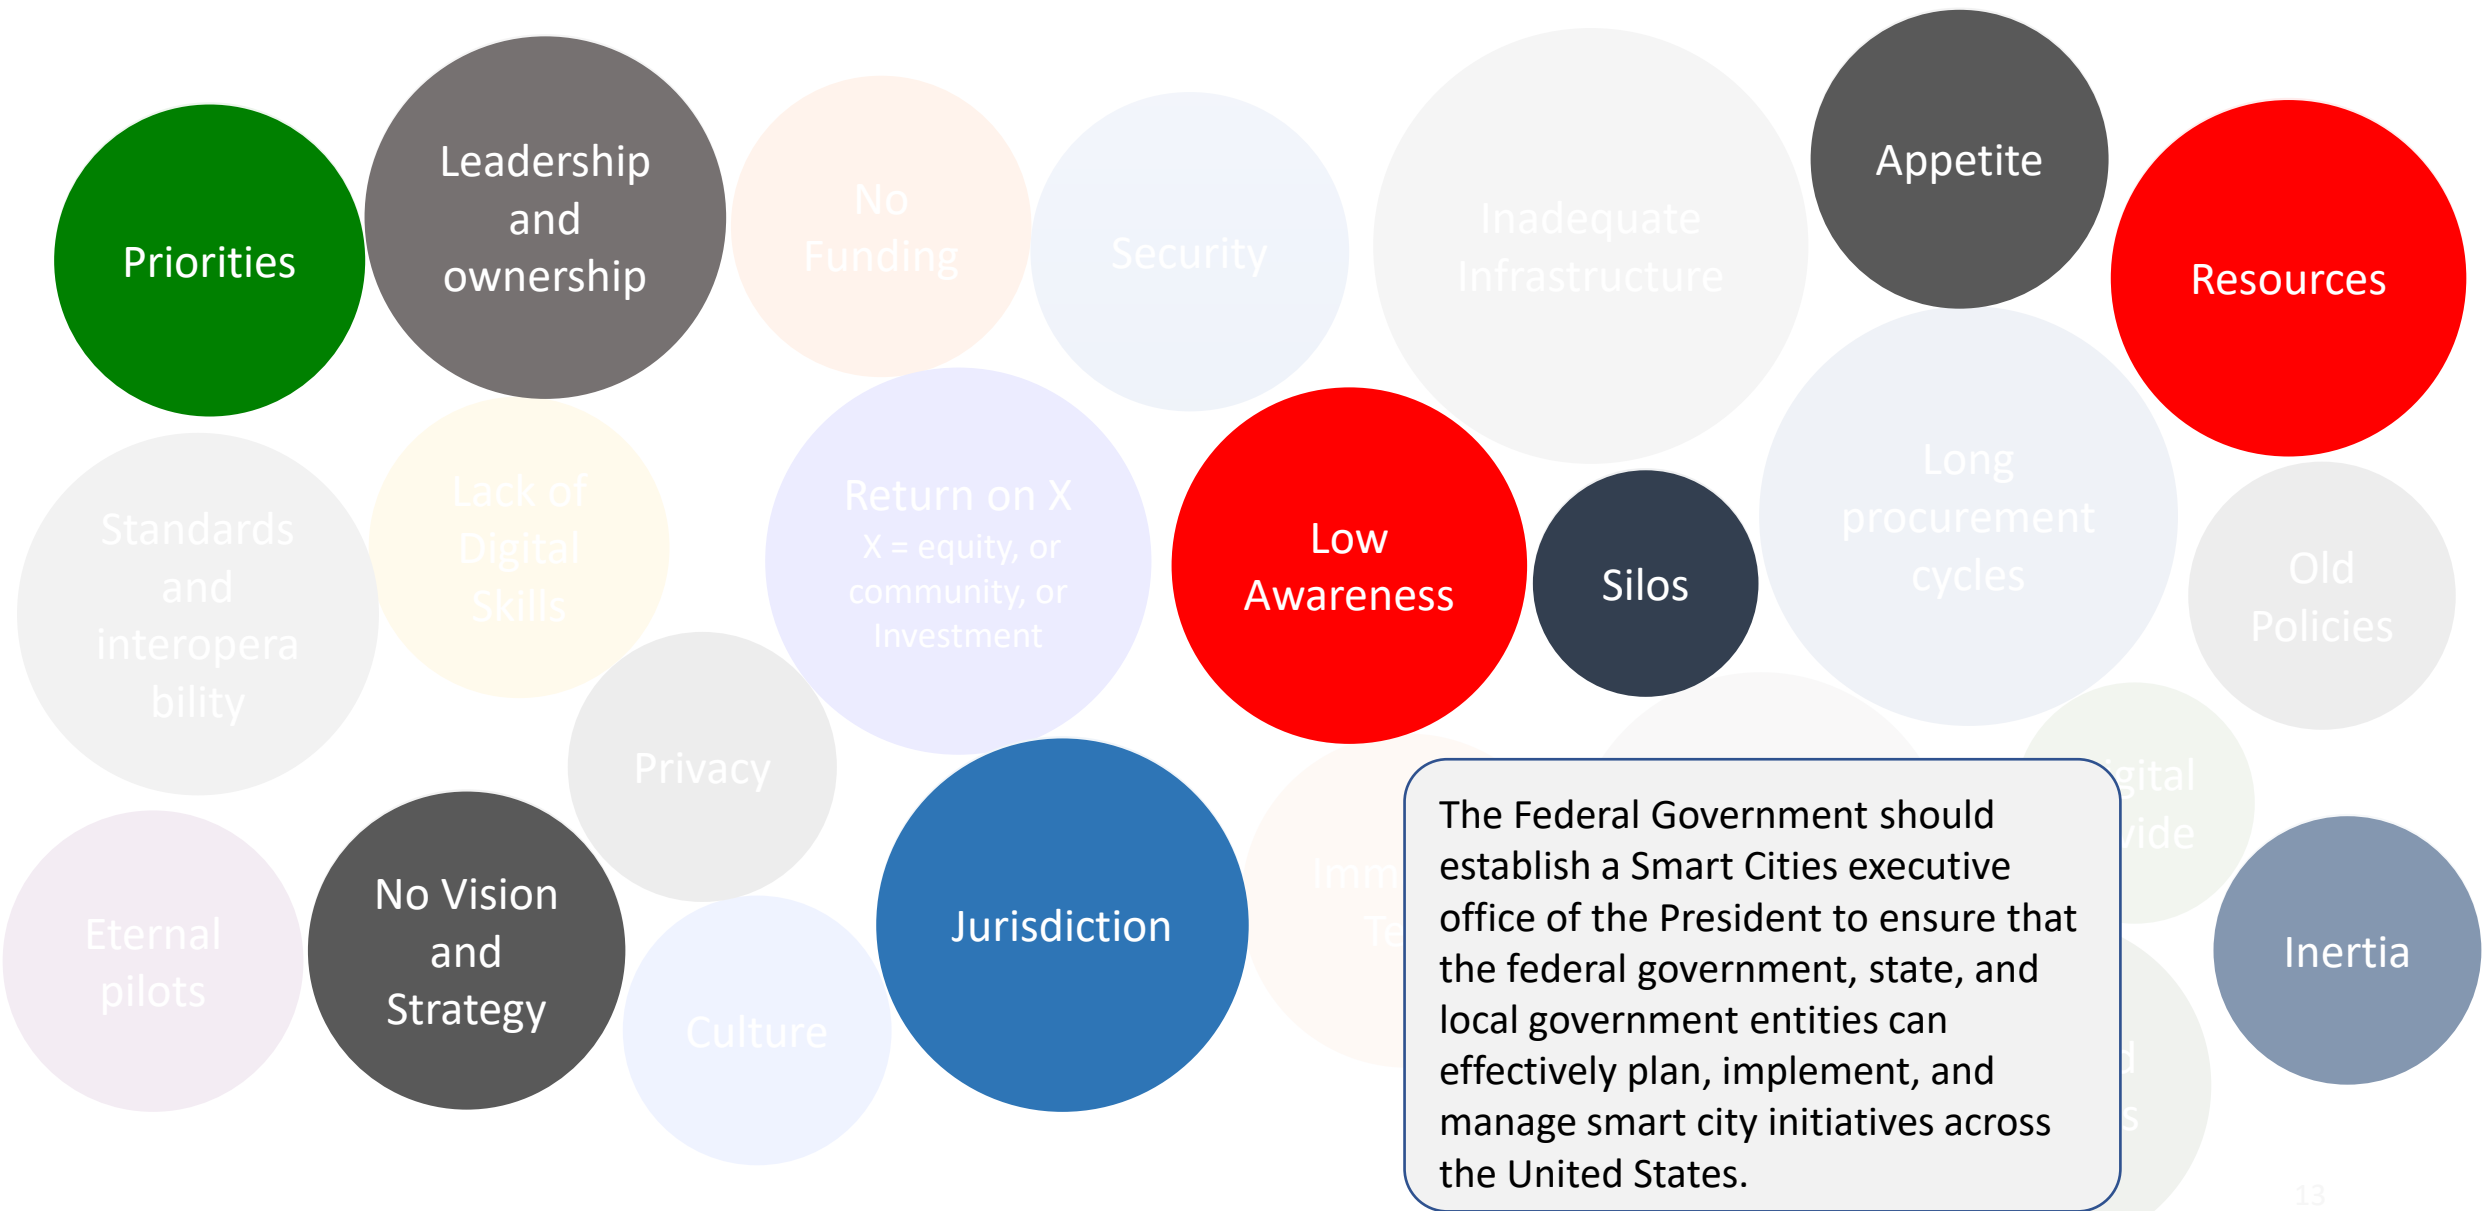 Priorities
Leadership
and
ownership
No
Funding
Security
Inadequate
Infrastructure
Appetite
Resources
Standards
and
interopera
bility
Lack of
Digital
Skills
Return on X
X = equity, or
community, or
Investment
Low
Awareness
Silos
Long
procurement
cycles
Old
Policies
Privacy
Eternal
pilots
No Vision
and
Strategy
Culture
Jurisdiction
The Federal Government should
establish a Smart Cities executive
office of the President to ensure that
the federal government, state, and
local government entities can
effectively plan, implement, and
manage smart city initiatives across
the United States.
Inertia
13